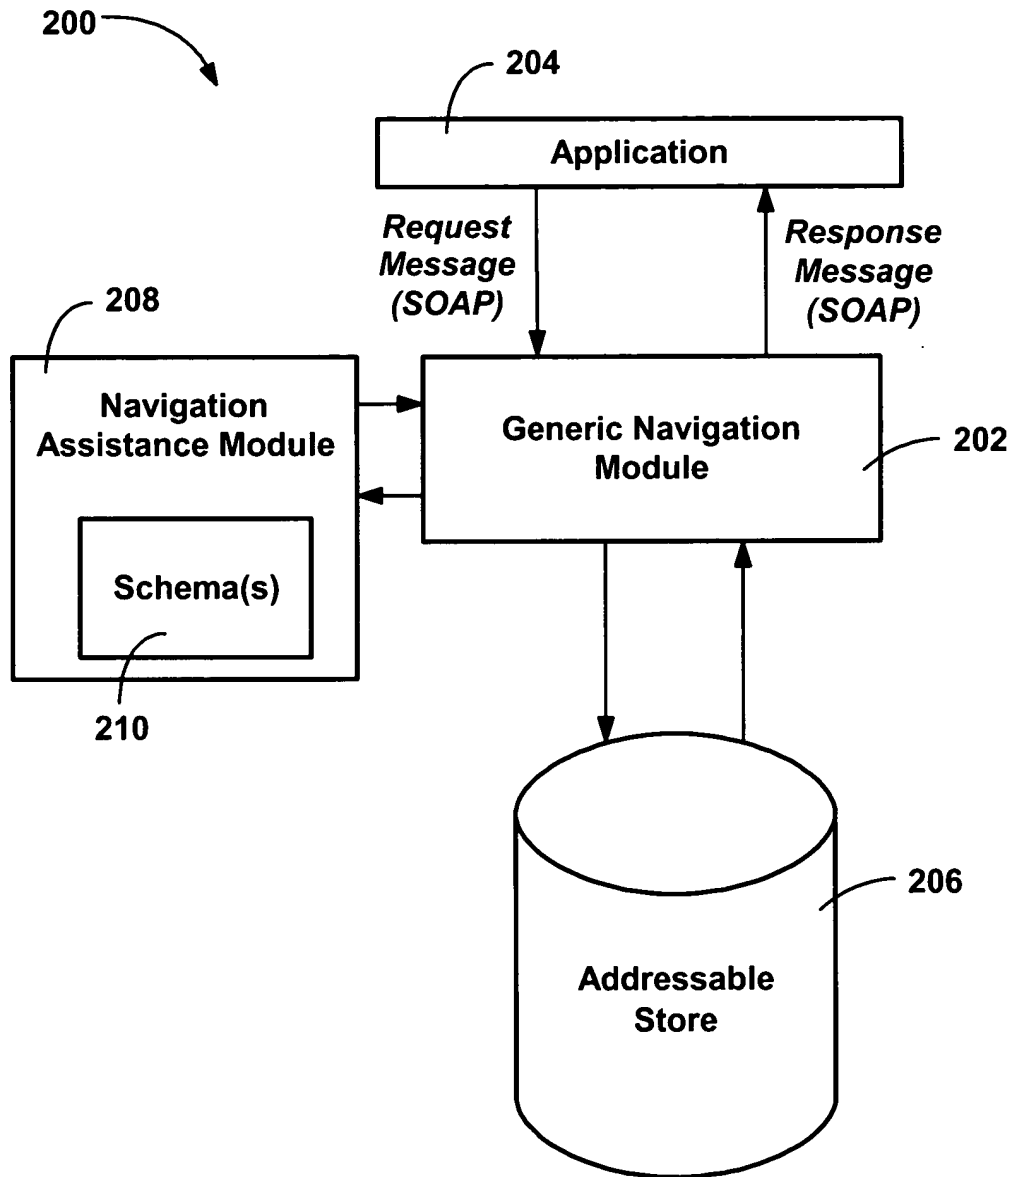 200
204
Application
Request
Message
(SOAP)
Response
Message
(SOAP)
208
Navigation
Assistance Module
Generic Navigation
Module
202
Schema(s)
210
206
Addressable
Store